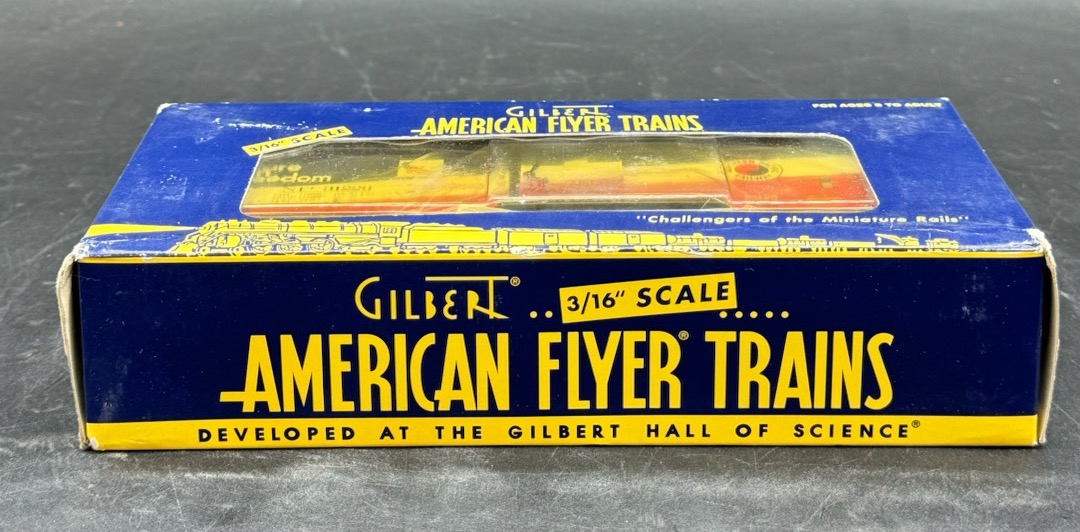 FOR AGES 8 TO ADULT
GILBERT
AMERICAN FLYER TRAINS
3/16" SCALE
"Challengers of the Miniature Rails"
GILBERT® .. 3/16" SCALE .....
AMERICAN FLYER® TRAINS
DEVELOPED AT THE GILBERT HALL OF SCIENCE®